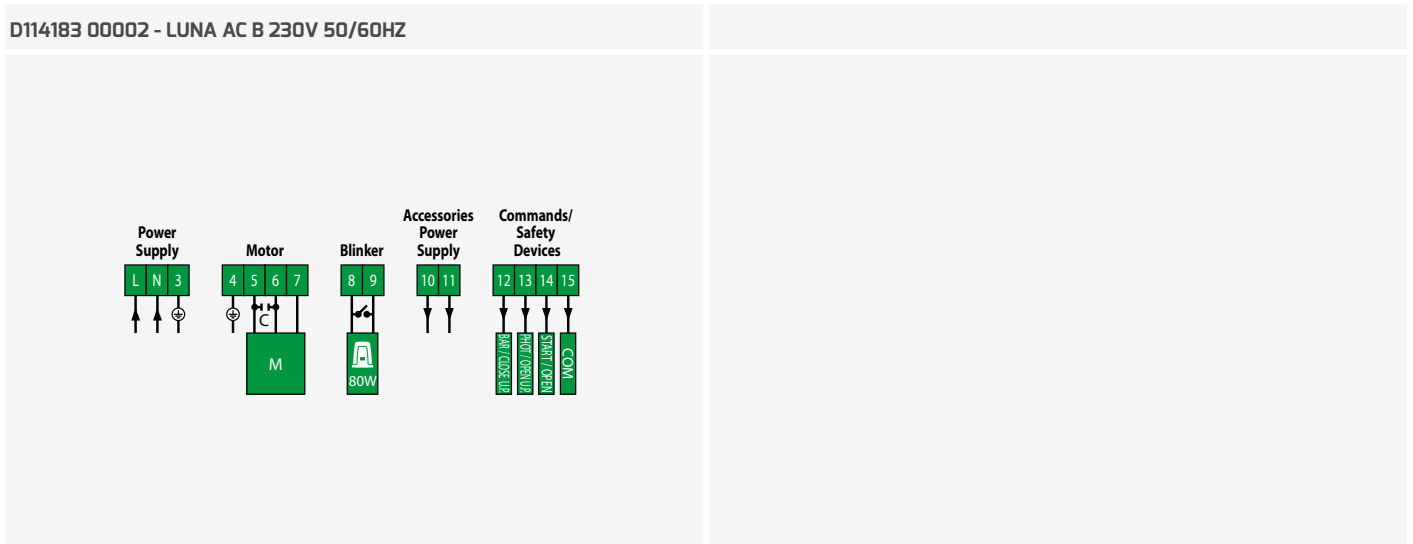 D114183 00002 - LUNA AC B 230V 50/60HZ
Power
Supply
Motor
Blinker
Accessories
Power
Supply
Commands/
Safety
Devices
L N 3
4 5 6 7
8 9
10 11
12 13 14 15
C
M
80W
BAR / CLOSE U.P.
PHOT / OPEN U.P.
START / OPEN
COM